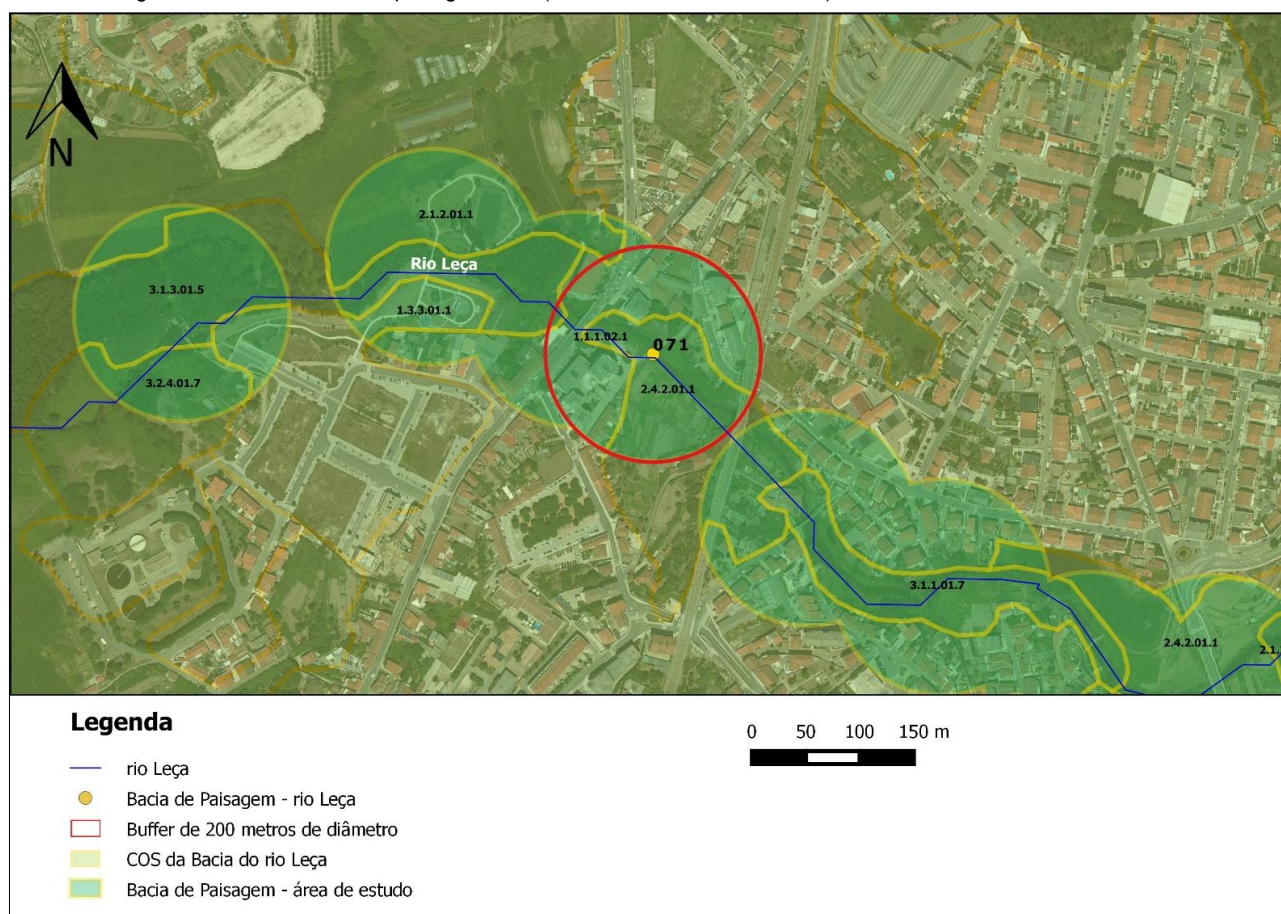 N
2.1.2.01.1
Rio Leça
3.1.3.01.5
1.3.3.01.1
1.1.1.02.1
071
3.2.4.01.7
2.4.2.01.1
3.1.1.01.7
2.4.2.01.1
2.1.
Legenda
rio Leça
Bacia de Paisagem - rio Leça
Buffer de 200 metros de diâmetro
COS da Bacia do rio Leça
Bacia de Paisagem - área de estudo
0 50 100 150 m